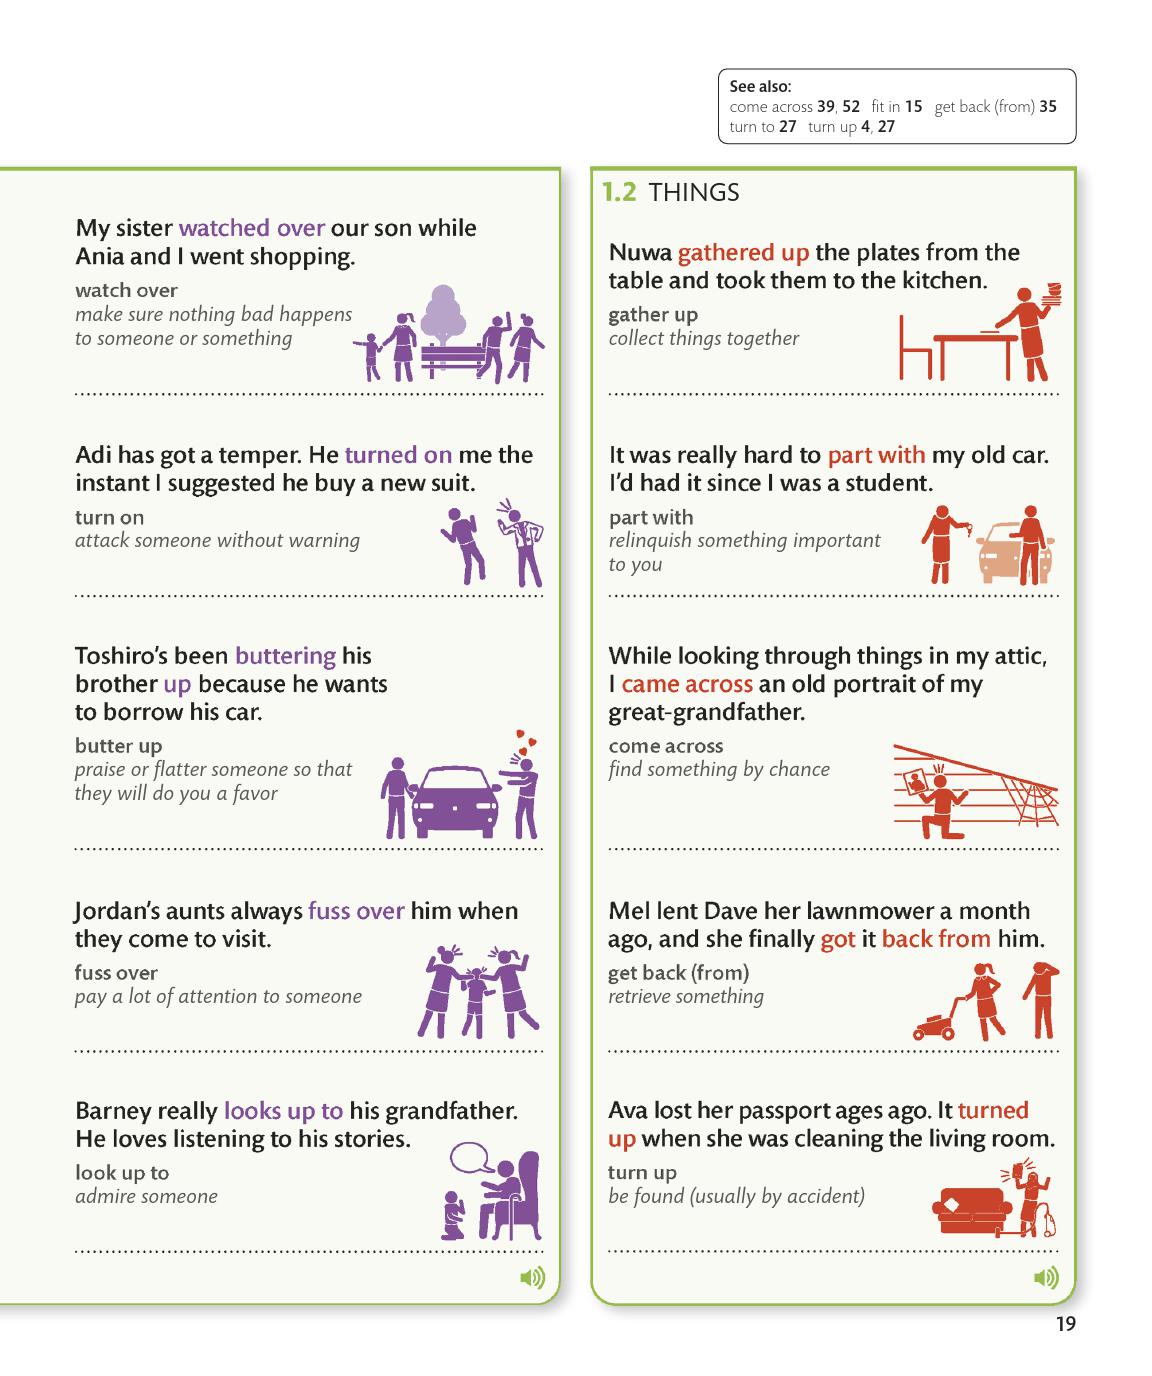 See also:
come across 39, 52 fit in 15 get back (from) 35
turn to 27 turn up 4, 27
My sister watched over our son while
Ania and I went shopping.
watch over
make sure nothing bad happens
to someone or something
Adi has got a temper. He turned on me the
instant I suggested he buy a new suit.
turn on
attack someone without warning
Toshiro’s been buttering his
brother up because he wants
to borrow his car.
butter up
praise or flatter someone so that
they will do you a favor
Jordan’s aunts always fuss over him when
they come to visit.
fuss over
pay a lot of attention to someone
Barney really looks up to his grandfather.
He loves listening to his stories.
look up to
admire someone
1.2 THINGS
Nuwa gathered up the plates from the
table and took them to the kitchen.
gather up
collect things together
It was really hard to part with my old car.
I’d had it since I was a student.
part with
relinquish something important
to you
While looking through things in my attic,
I came across an old portrait of my
great-grandfather.
come across
find something by chance
Mel lent Dave her lawnmower a month
ago, and she finally got it back from him.
get back (from)
retrieve something
Ava lost her passport ages ago. It turned
up when she was cleaning the living room.
turn up
be found (usually by accident)
19